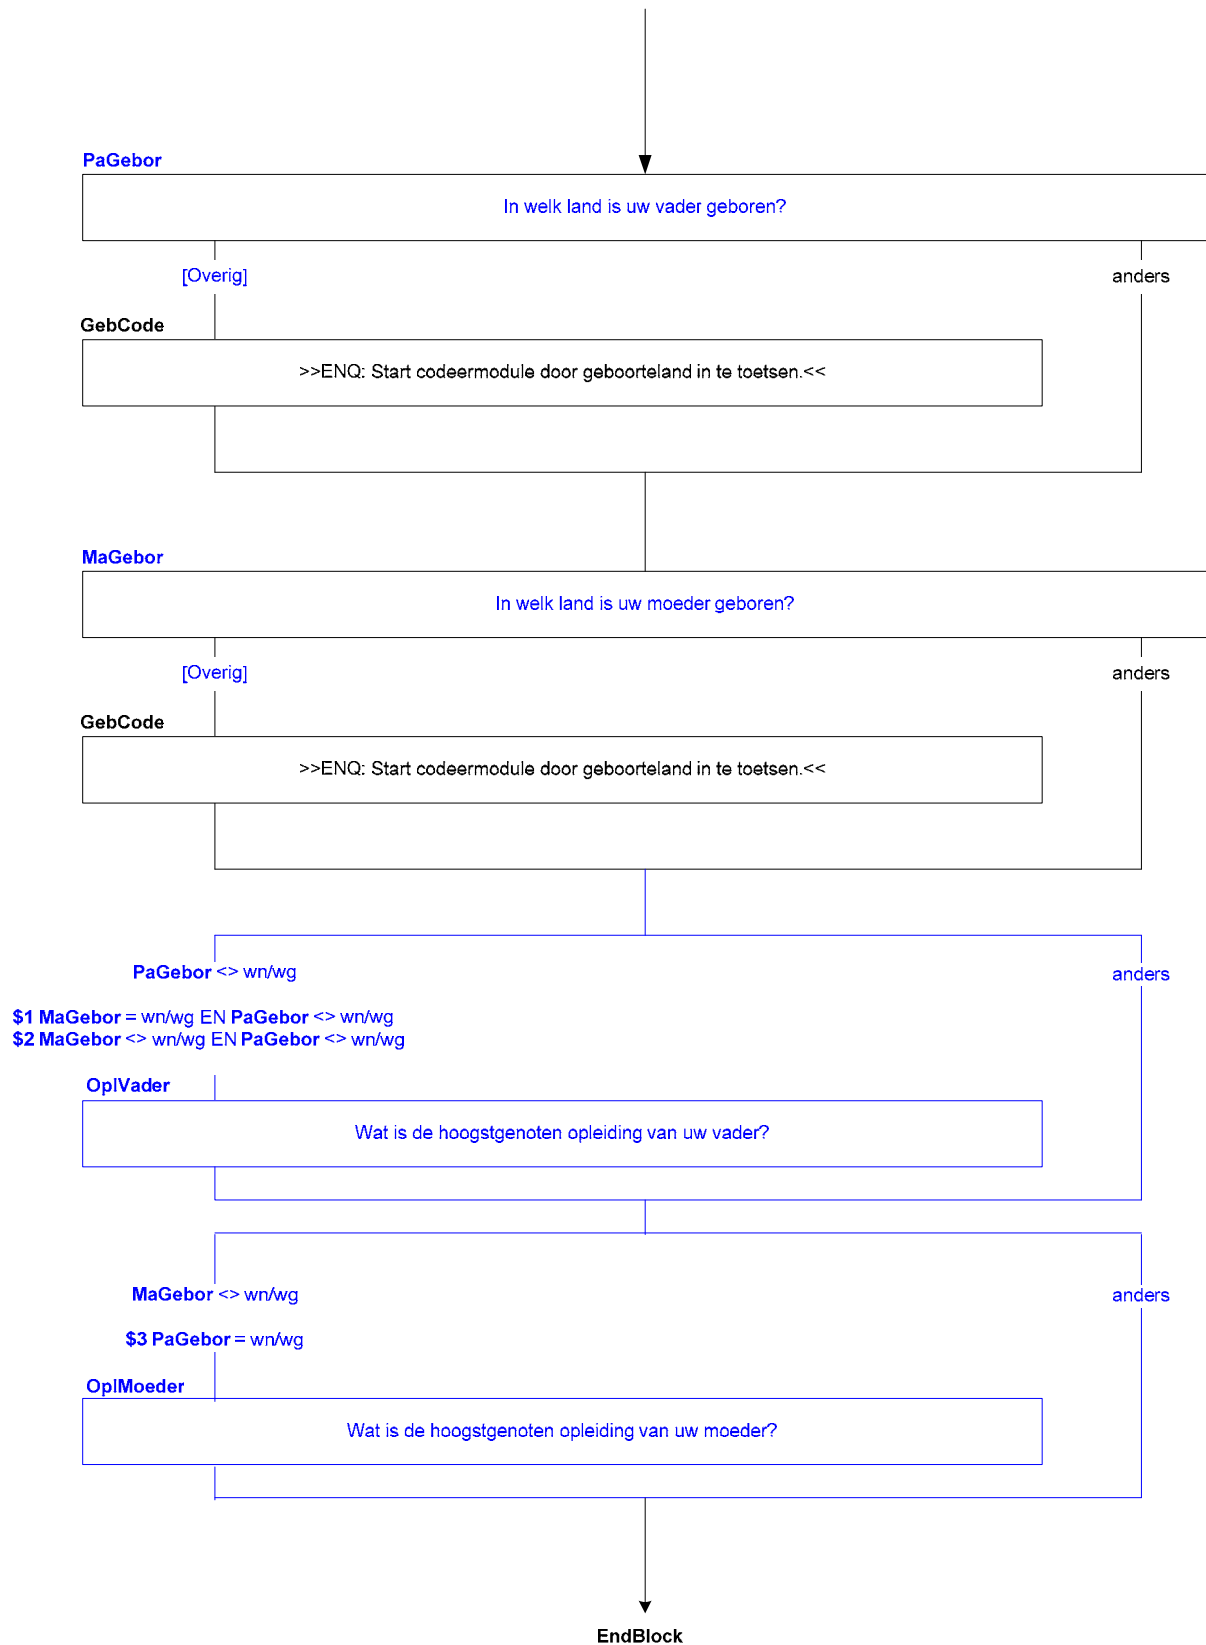 PaGebor
In welk land is uw vader geboren?
[Overig]
anders
GebCode
>>ENQ: Start codeermodule door geboorteland in te toetsen.<<
MaGebor
In welk land is uw moeder geboren?
[Overig]
anders
GebCode
>>ENQ: Start codeermodule door geboorteland in te toetsen.<<
PaGebor <> wn/wg
anders
$1 MaGebor = wn/wg EN PaGebor <> wn/wg
$2 MaGebor <> wn/wg EN PaGebor <> wn/wg
OplVader
Wat is de hoogstgenoten opleiding van uw vader?
MaGebor <> wn/wg
anders
$3 PaGebor = wn/wg
OplMoeder
Wat is de hoogstgenoten opleiding van uw moeder?
EndBlock